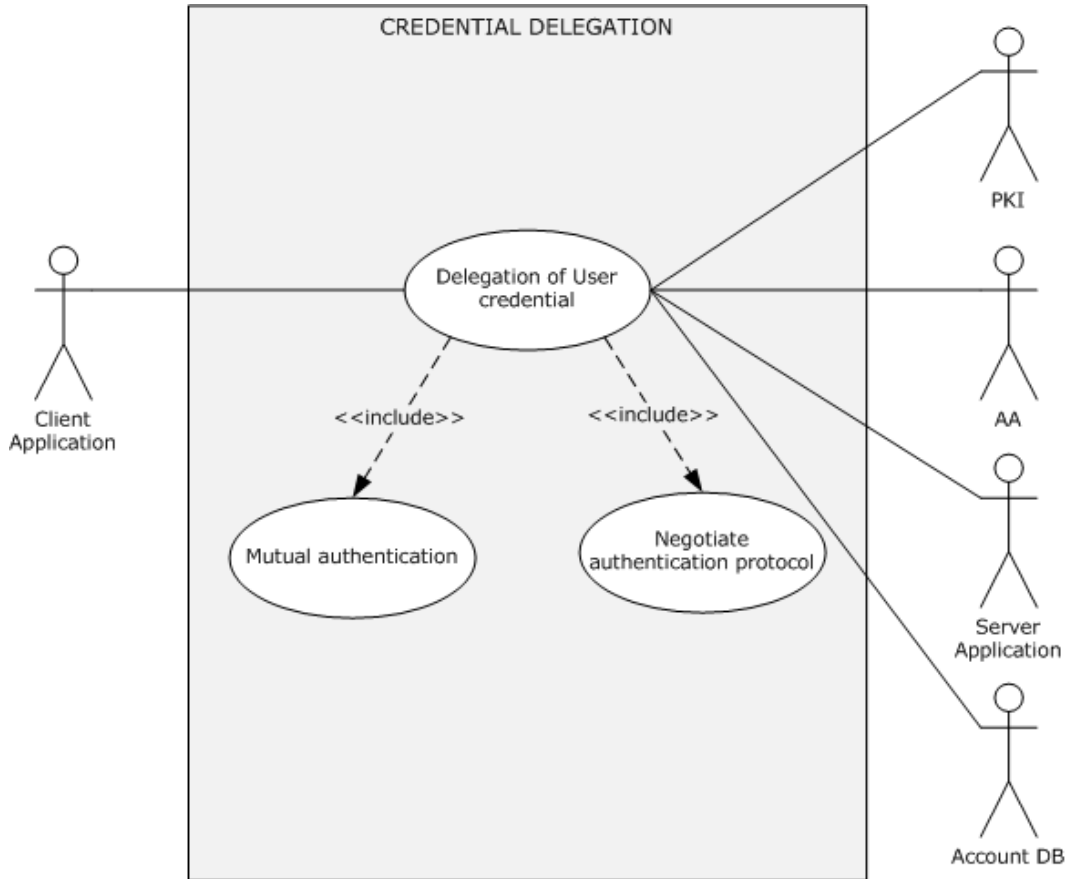 CREDENTIAL DELEGATION
PKI
Delegation of User
credential
Client
Application
<<include>>
<<include>>
AA
Mutual authentication
Negotiate
authentication protocol
Server
Application
Account DB